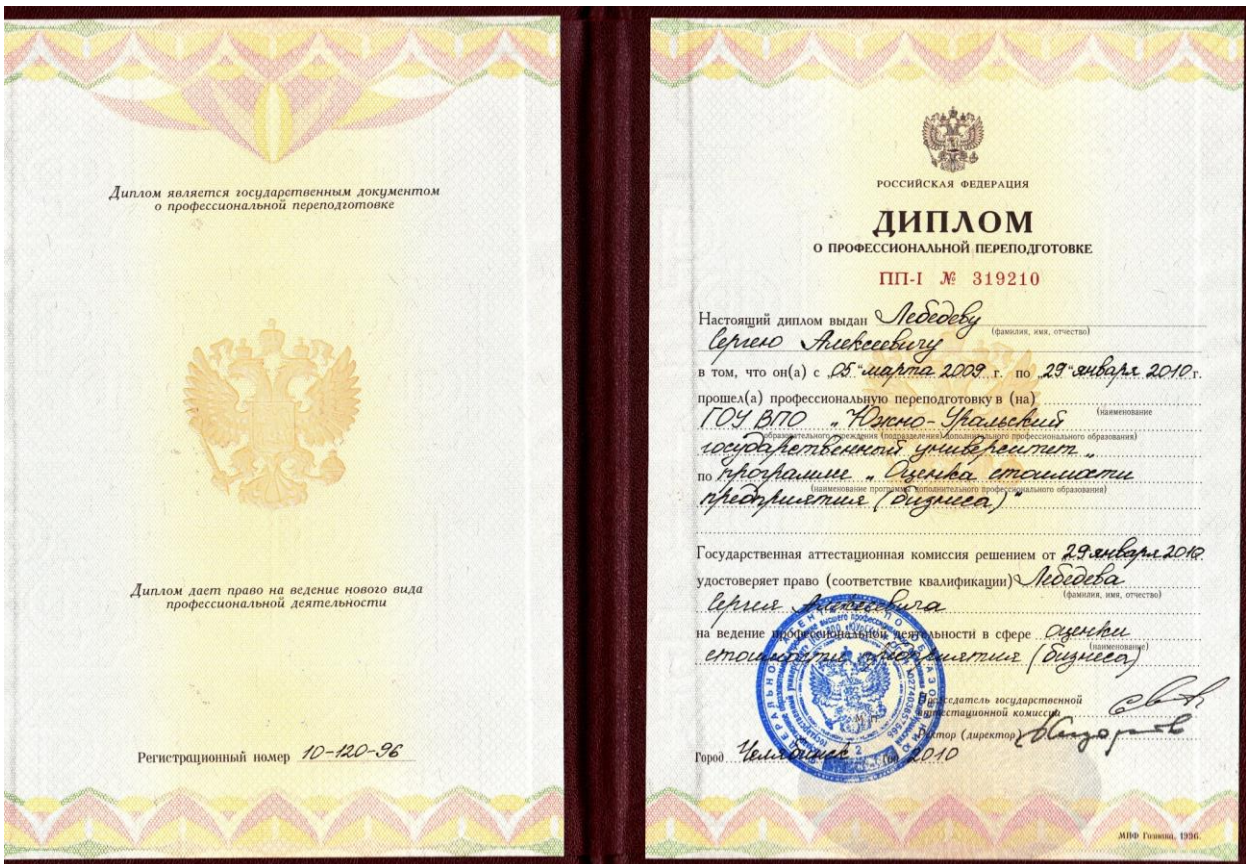 Диплом является государственным документом
о профессиональной переподготовке
Диплом дает право на ведение нового вида
профессиональной деятельности
Регистрационный номер 10-120-96
РОССИЙСКАЯ ФЕДЕРАЦИЯ
ДИПЛОМ
О ПРОФЕССИОНАЛЬНОЙ ПЕРЕПОДГОТОВКЕ
ПП-I № 319210
Настоящий диплом выдан Лебедеву
(фамилия, имя, отчество)
Сергею Алексеевичу
в том, что он(а) с „05“ марта 2009 г. по „29“ января 2010 г.
прошел(а) профессиональную переподготовку в (на)
(наименование
ГОУ ВПО „Южно-Уральский
образовательного учреждения (подразделения) дополнительного профессионального образования)
государственный университет„
по программе „Оценка стоимости
(наименование программы дополнительного профессионального образования)
предприятия (бизнеса)“
Государственная аттестационная комиссия решением от 29 января 2010
удостоверяет право (соответствие квалификации) Лебедева
(фамилия, имя, отчество)
Сергея Алексеевича
на ведение профессиональной деятельности в сфере оценки
(наименование)
стоимости предприятия (бизнеса)
Председатель государственной
аттестационной комиссии
Ректор (директор)
Город Челябинск год 2010
МПФ Гознака, 1996.